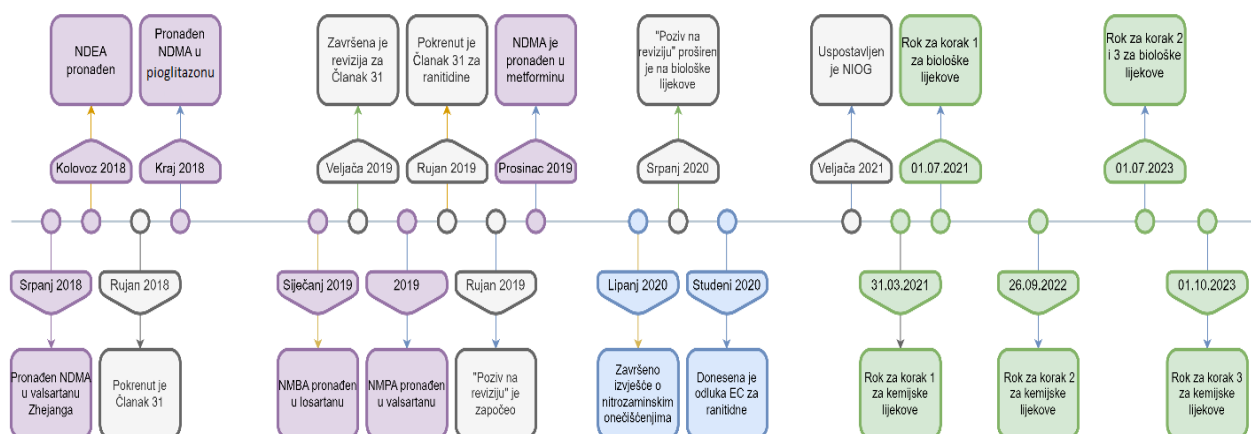 NDEA
pronađen
Pronađen
NDMA u
pioglitazonu
Završena je
revizija za
Članak 31
Pokrenut je
Članak 31 za
ranitidine
NDMA je
pronađen u
metforminu
"Poziv na
reviziju" proširen
je na biološke
lijekove
Uspostavljen
je NIOG
Rok za korak 1
za biološke
lijekove
Rok za korak 2
i 3 za biološke
lijekove
Kolovoz 2018
Kraj 2018
Veljača 2019
Rujan 2019
Prosinac 2019
Srpanj 2020
Veljača 2021
01.07.2021
01.07.2023
Srpanj 2018
Rujan 2018
Siječanj 2019
2019
Rujan 2019
Lipanj 2020
Studeni 2020
31.03.2021
26.09.2022
01.10.2023
Pronađen NDMA
u valsartanu
Zhejanga
Pokrenut je
Članak 31
NMBA pronađen
u losartanu
NMPA pronađen
u valsartanu
"Poziv na
reviziju" je
započeo
Završeno
izvješće o
nitrozaminskim
onečišćenjima
Donesena je
odluka EC za
ranitidne
Rok za korak 1
za kemijske
lijekove
Rok za korak 2
za kemijske
lijekove
Rok za korak 3
za kemijske
lijekove